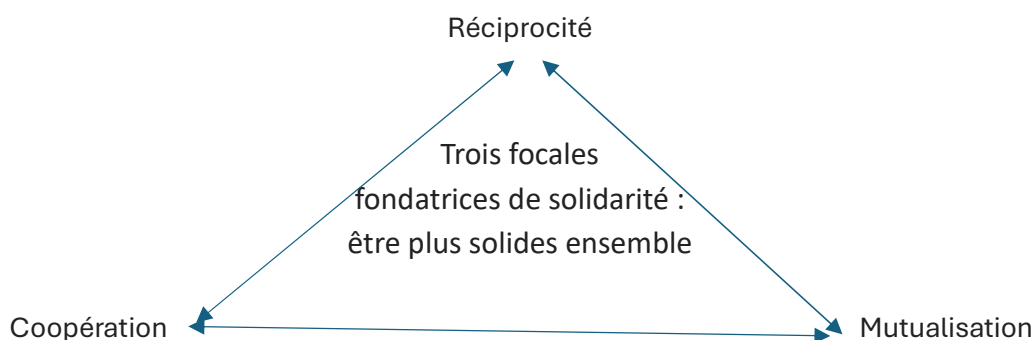 Réciprocité
Trois focales
fondatrices de solidarité :
être plus solides ensemble
Coopération
Mutualisation